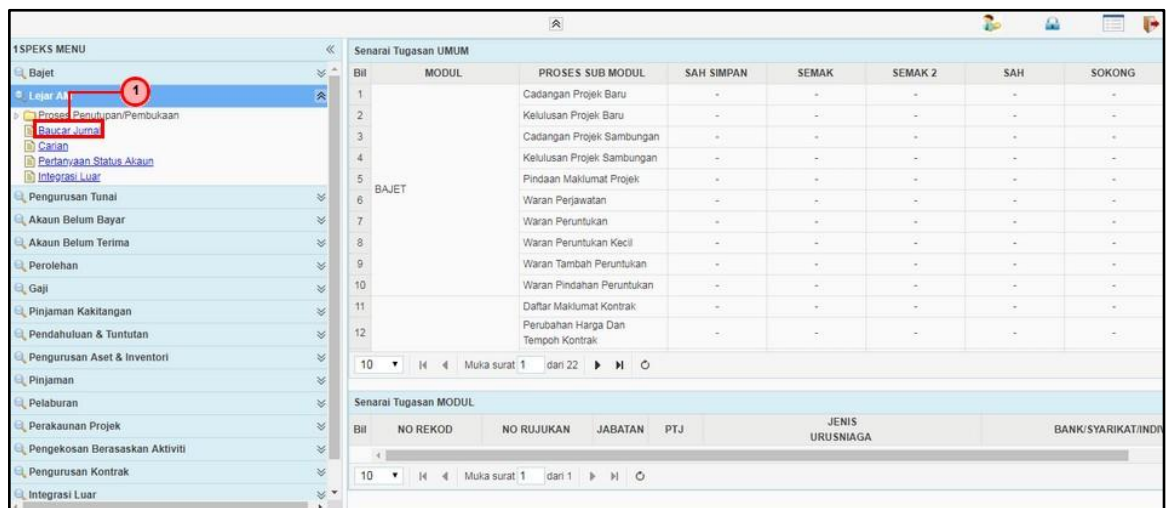 1SPEKS MENU
Bajet
Lejar AM
1
Proses Penutupan/Pembukaan
Baucar Jurnal
Carian
Pertanyaan Status Akaun
Integrasi Luar
Pengurusan Tunai
Akaun Belum Bayar
Akaun Belum Terima
Perolehan
Gaji
Pinjaman Kakitangan
Pendahuluan & Tuntutan
Pengurusan Aset & Inventori
Pinjaman
Pelaburan
Perakaunan Projek
Pengekosan Berasaskan Aktiviti
Pengurusan Kontrak
Integrasi Luar
Senarai Tugasan UMUM
Bil MODUL PROSES SUB MODUL SAH SIMPAN SEMAK SEMAK 2 SAH SOKONG
1 Cadangan Projek Baru - - - - -
2 Kelulusan Projek Baru - - - - -
3 Cadangan Projek Sambungan - - - - -
4 Kelulusan Projek Sambungan - - - - -
5 Pindaan Maklumat Projek - - - - -
BAJET
6 Waran Perjawatan - - - - -
7 Waran Peruntukan - - - - -
8 Waran Peruntukan Kecil - - - - -
9 Waran Tambah Peruntukan - - - - -
10 Waran Pindahan Peruntukan - - - - -
11 Daftar Maklumat Kontrak - - - - -
12 Perubahan Harga Dan
Tempoh Kontrak - - - - -
10 Muka surat 1 dari 22
Senarai Tugasan MODUL
Bil NO REKOD NO RUJUKAN JABATAN PTJ JENIS
URUSNIAGA BANK/SYARIKAT/INDIV
10 Muka surat 1 dari 1